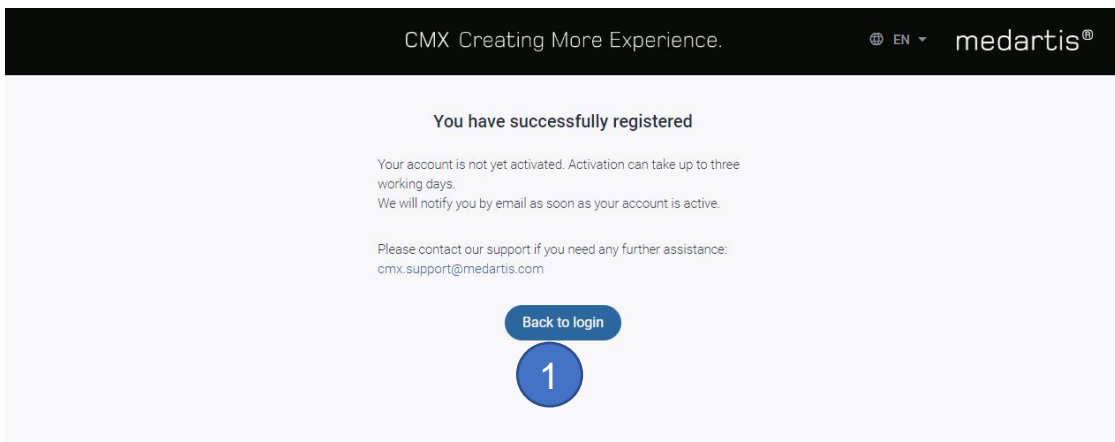 CMX Creating More Experience.
EN
medartis®
You have successfully registered
Your account is not yet activated. Activation can take up to three
working days.
We will notify you by email as soon as your account is active.
Please contact our support if you need any further assistance:
cmx.support@medartis.com
Back to login
1